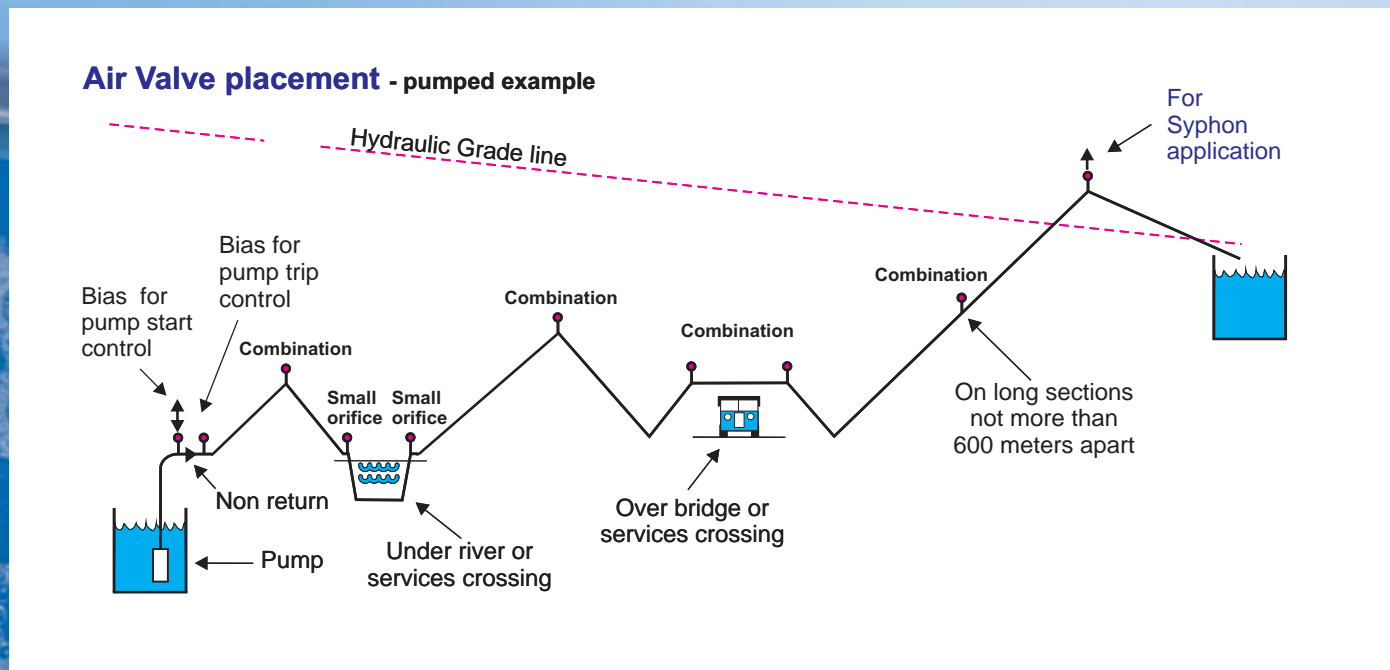 Air Valve placement - pumped example
For
Syphon
application
Hydraulic Grade line
Bias for
pump trip
control
Bias for
pump start
control
Combination
Combination
Combination
Combination
Small
orifice
Small
orifice
On long sections
not more than
600 meters apart
Non return
Pump
Under river or
services crossing
Over bridge or
services crossing